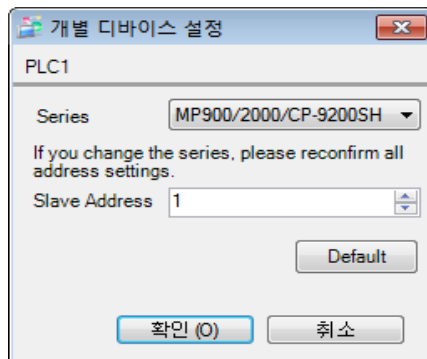 개별 디바이스 설정
PLC1
Series MP900/2000/CP-9200SH
If you change the series, please reconfirm all
address settings.
Slave Address 1
Default
확인 (O) 취소